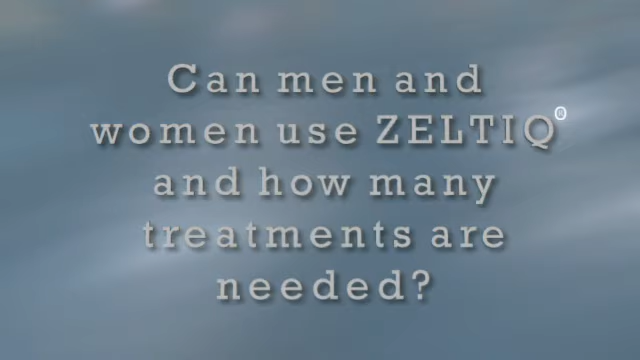 Can men and
women use ZELTIQ®
and how many
treatments are
needed?